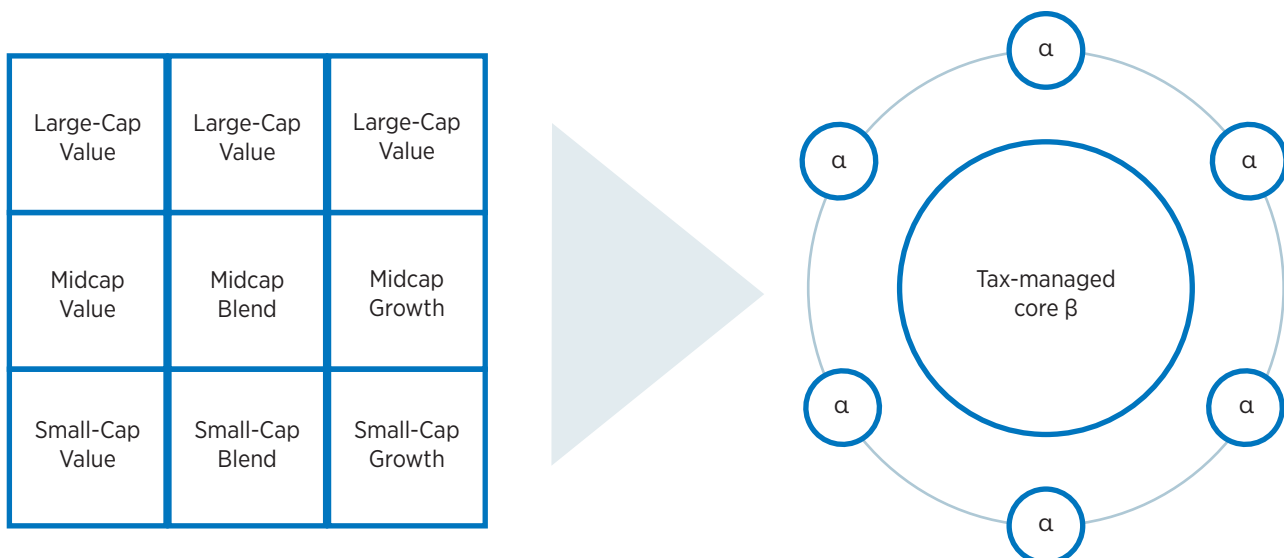 Large-Cap
Value
Large-Cap
Value
Large-Cap
Value
Midcap
Value
Midcap
Blend
Midcap
Growth
Small-Cap
Value
Small-Cap
Blend
Small-Cap
Growth
α
α
α
Tax-managed
core β
α
α
α